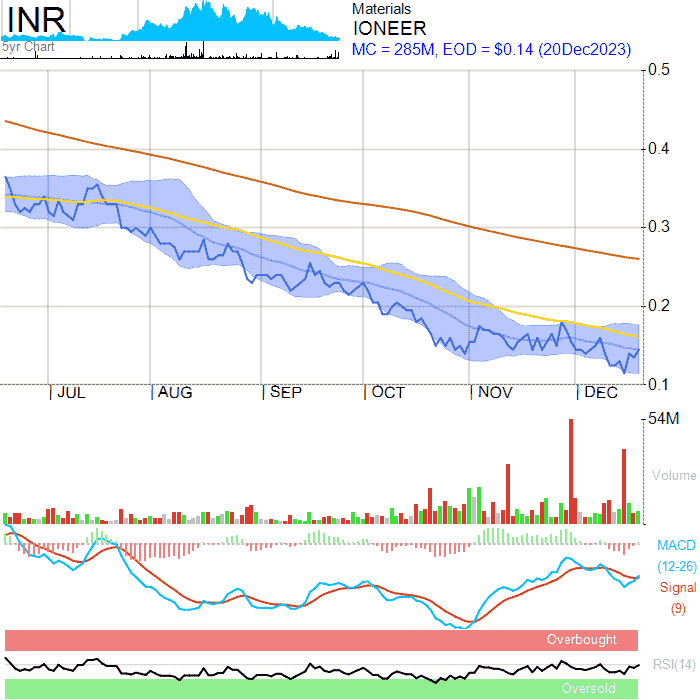 INR
5yr Chart
Materials
IONEER
MC = 285M, EOD = $0.14 (20Dec2023)
0.5
0.4
0.3
0.2
0.1
JUL AUG SEP OCT NOV DEC
54M
Volume
MACD
(12-26)
Signal
(9)
Overbought
RSI(14)
Oversold